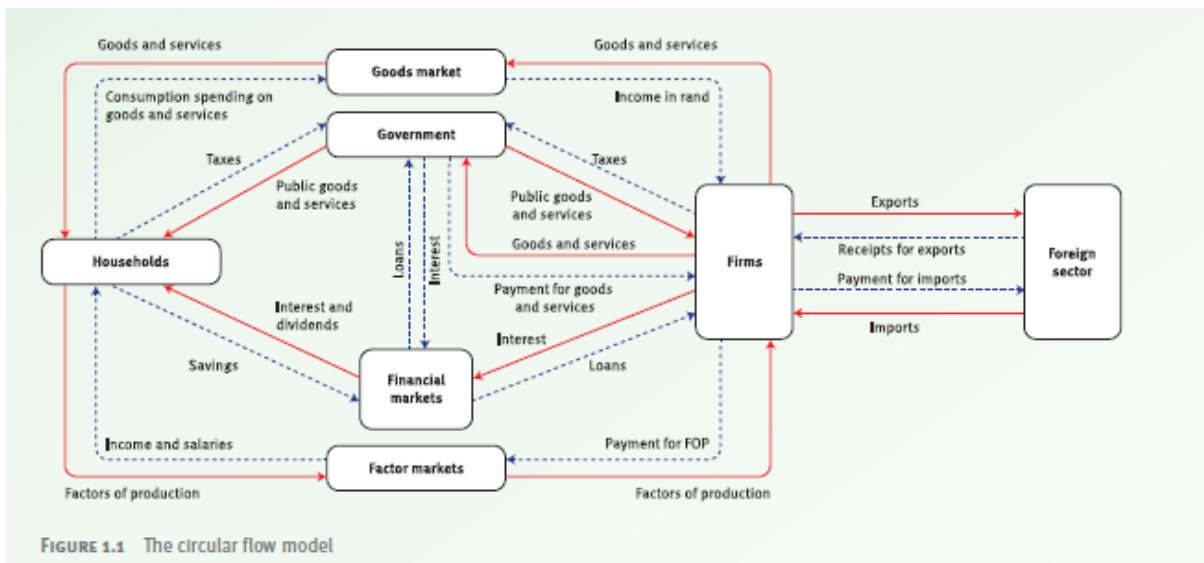 Goods and services
Goods and services
Goods market
Consumption spending on
goods and services
Income in rand
Government
Taxes
Taxes
Public goods
and services
Public goods
and services
Goods and services
Exports
Households
Loans
Interest
Firms
Receipts for exports
Foreign
sector
Payment for goods
and services
Payment for imports
Interest and
dividends
Interest
Imports
Savings
Financial
markets
Loans
Income and salaries
Payment for FOP
Factor markets
Factors of production
Factors of production
FIGURE 1.1 The circular flow model